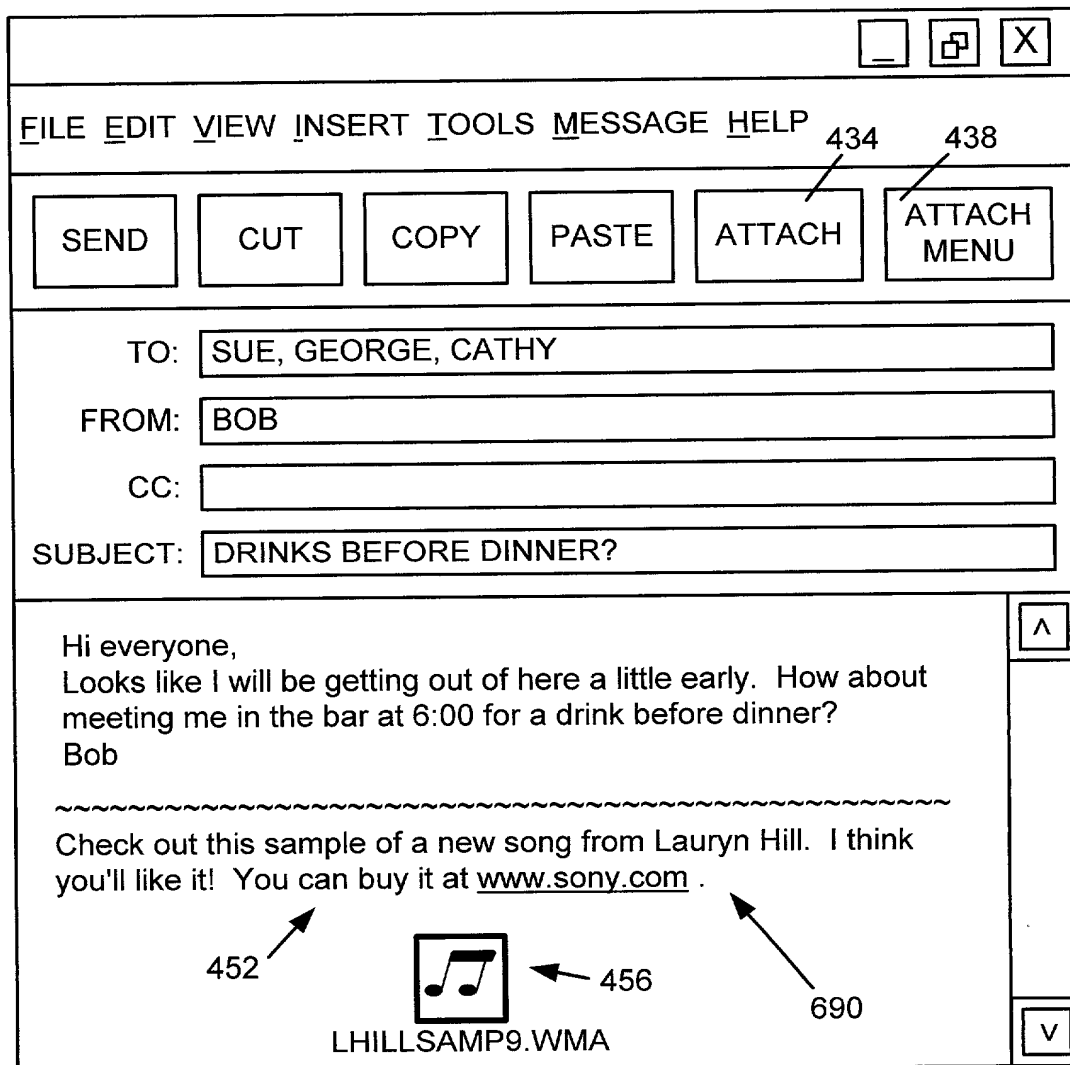 _ X
FILE EDIT VIEW INSERT TOOLS MESSAGE HELP
434 438
SEND CUT COPY PASTE ATTACH ATTACH MENU
TO: SUE, GEORGE, CATHY
FROM: BOB
CC:
SUBJECT: DRINKS BEFORE DINNER?
Hi everyone,
Looks like I will be getting out of here a little early. How about
meeting me in the bar at 6:00 for a drink before dinner?
Bob
~~~~~~~~~~~~~~~~~~~~~~~~~~~~~~~~~~~~~~~~~~~~~~~~~
Check out this sample of a new song from Lauryn Hill. I think
you'll like it! You can buy it at www.sony.com .
452 456 690
LHILLSAMP9.WMA